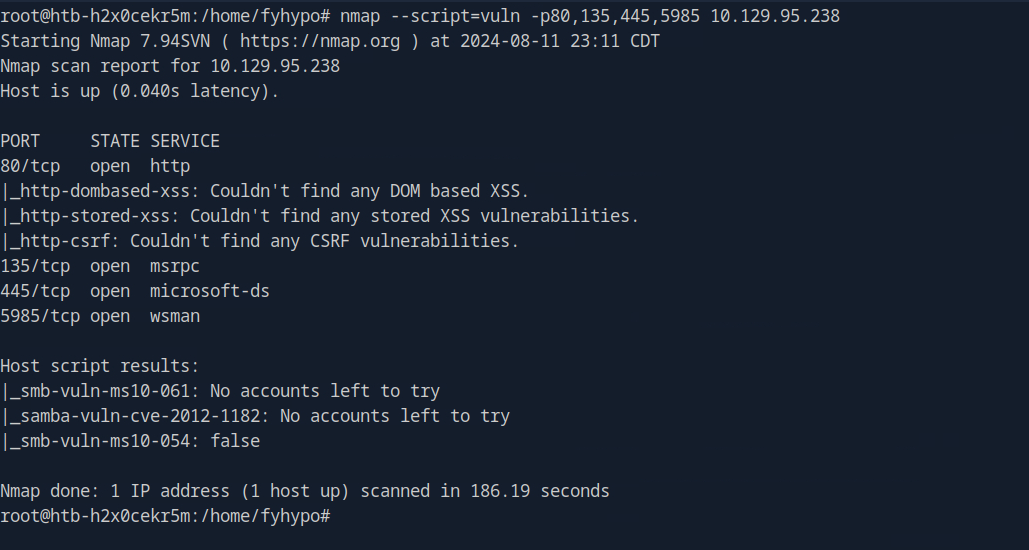 root@htb-h2x0cekr5m:/home/fyhypo# nmap --script=vuln -p80,135,445,5985 10.129.95.238
Starting Nmap 7.94SVN ( https://nmap.org ) at 2024-08-11 23:11 CDT
Nmap scan report for 10.129.95.238
Host is up (0.040s latency).

PORT     STATE SERVICE
80/tcp   open  http
|_http-dombased-xss: Couldn't find any DOM based XSS.
|_http-stored-xss: Couldn't find any stored XSS vulnerabilities.
|_http-csrf: Couldn't find any CSRF vulnerabilities.
135/tcp  open  msrpc
445/tcp  open  microsoft-ds
5985/tcp open  wsman

Host script results:
|_smb-vuln-ms10-061: No accounts left to try
|_samba-vuln-cve-2012-1182: No accounts left to try
|_smb-vuln-ms10-054: false

Nmap done: 1 IP address (1 host up) scanned in 186.19 seconds
root@htb-h2x0cekr5m:/home/fyhypo#